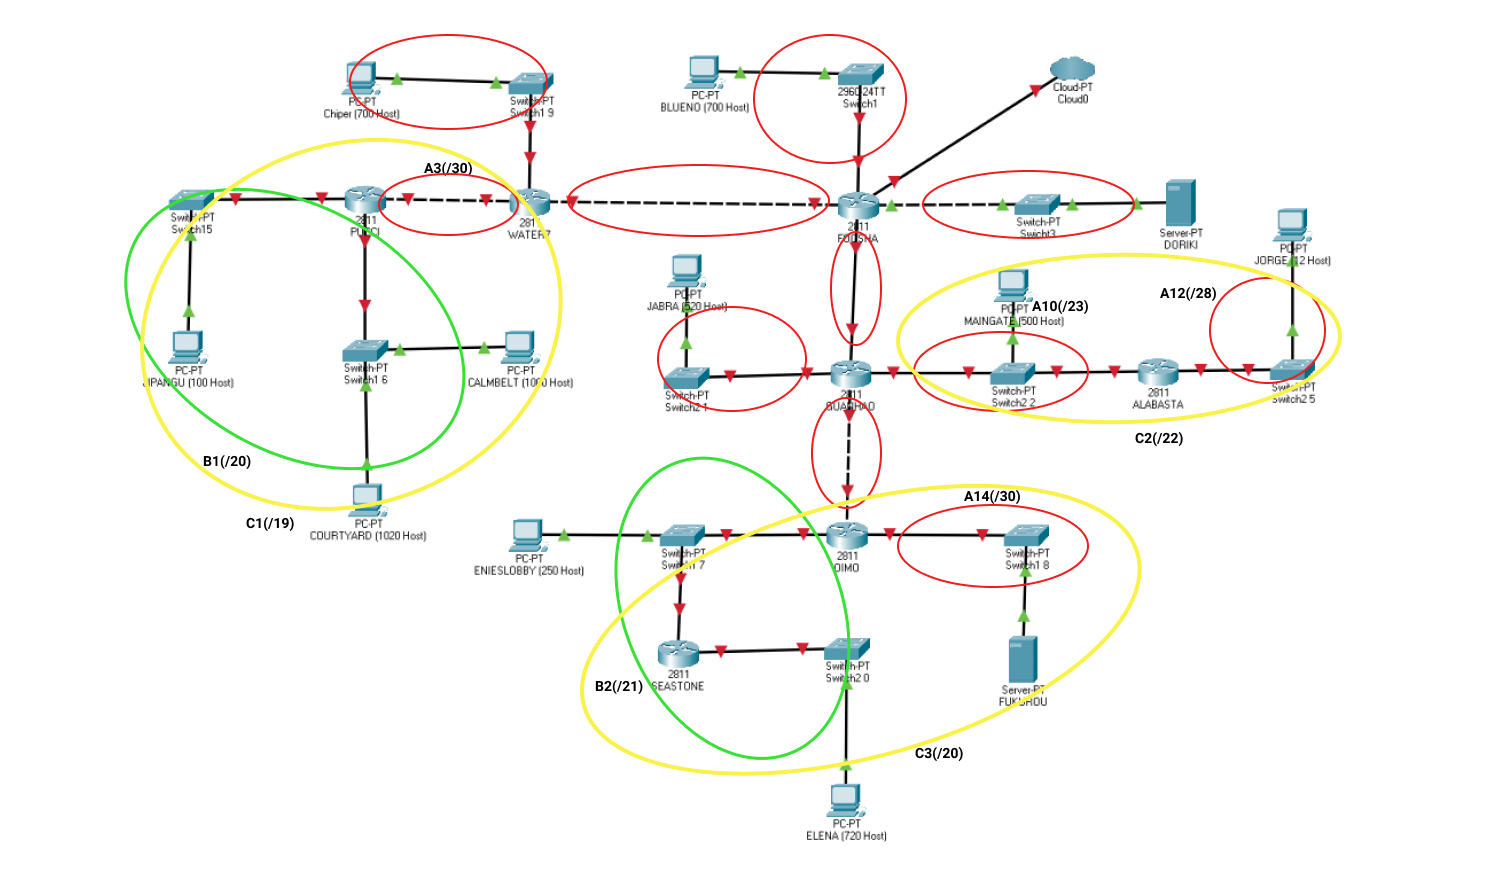 PC-PT
Chiper (700 Host)
Switch-PT
Switch1 9
PC-PT
BLUENO (700 Host)
2960-24TT
Switch1
Cloud-PT
Cloud0
A3(/30)
Switch-PT
Switch15
2811
PUCCI
2811
WATER7
2811
FOOSHA
Switch-PT
Swicht3
Server-PT
DORIKI
PC-PT
JORGE (12 Host)
PC-PT
JABRA (520 Host)
PC-PT
MAINGATE (500 Host)
A10(/23)
A12(/28)
PC-PT
JIPANGU (100 Host)
Switch-PT
Switch1 6
PC-PT
CALMBELT (1000 Host)
Switch-PT
Switch2 1
2811
GUANHAO
Switch-PT
Switch2 2
2811
ALABASTA
Switch-PT
Switch2 5
C2(/22)
B1(/20)
C1(/19)
PC-PT
COURTYARD (1020 Host)
A14(/30)
PC-PT
ENIESLOBBY (250 Host)
Switch-PT
Switch1 7
2811
OIMO
Switch-PT
Switch1 8
B2(/21)
2811
SEASTONE
Switch-PT
Switch2 0
Server-PT
FUKUROU
C3(/20)
PC-PT
ELENA (720 Host)